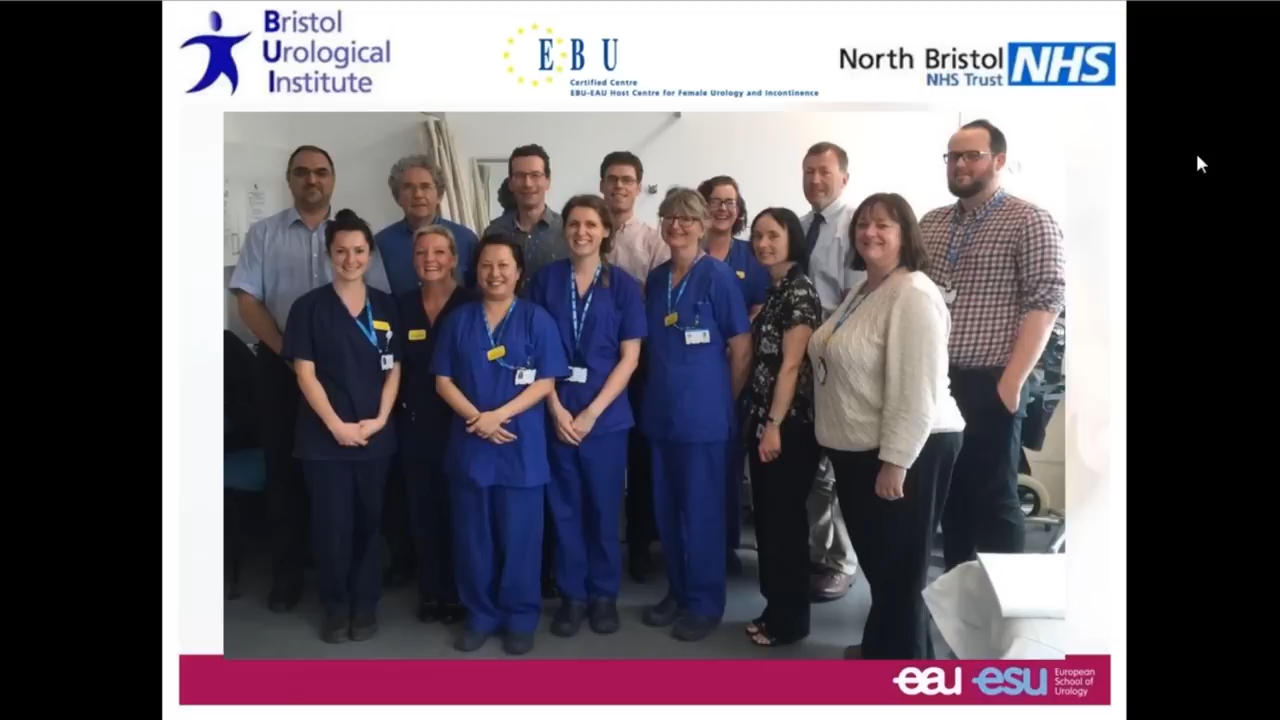 Bristol
Urological
Institute
EBU
Certified Centre
EBU-EAU Host Centre for Female Urology and Incontinence
North Bristol NHS
NHS Trust
eau esu
European
School of
Urology